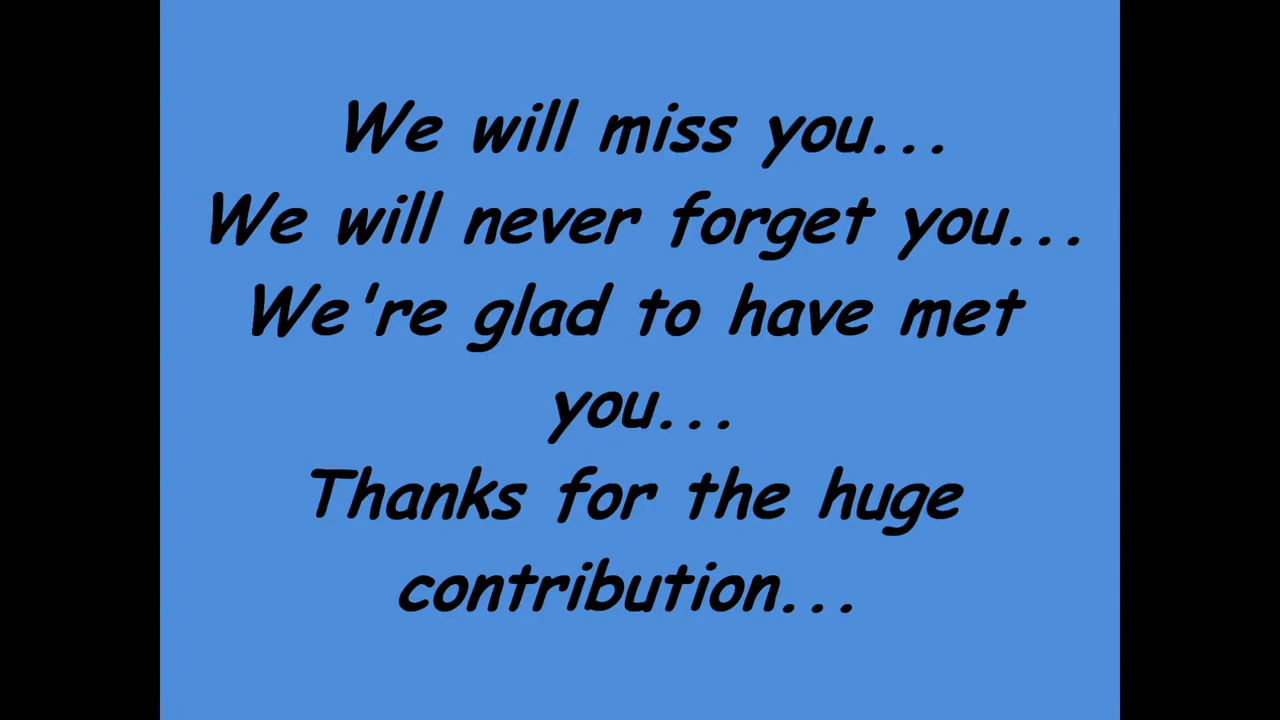 We will miss you...
We will never forget you...
We're glad to have met
you...
Thanks for the huge
contribution...